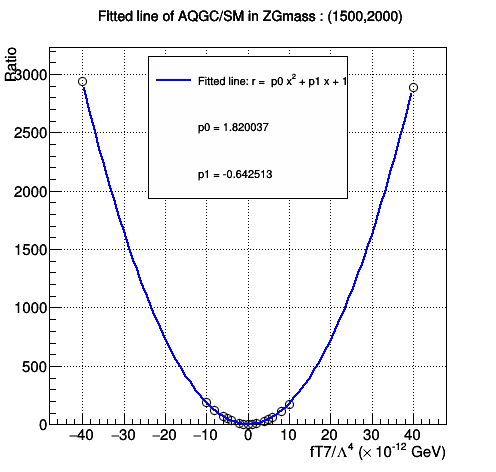 FItted line of AQGC/SM in ZGmass : (1500,2000)
Ratio
Fitted line: r = p0 x² + p1 x + 1
p0 = 1.820037
p1 = -0.642513
3000
2500
2000
1500
1000
500
0
−40 −30 −20 −10 0 10 20 30 40
fT7/Λ⁴ (× 10⁻¹² GeV)